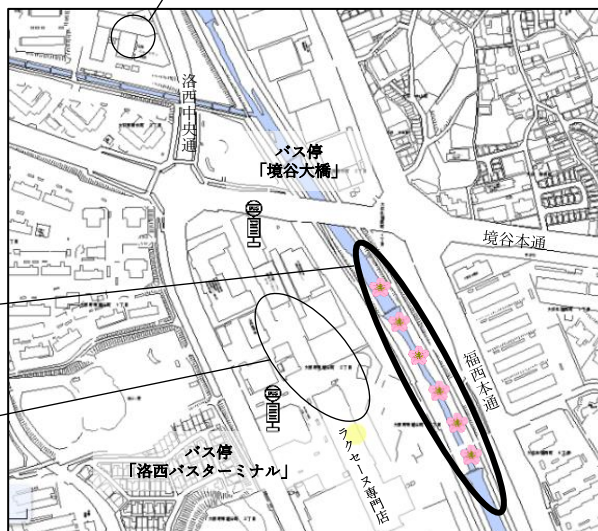 洛西中央通
バス停
「境谷大橋」
境谷本通
福西本通
ラクセーヌ専門店
バス停
「洛西バスターミナル」